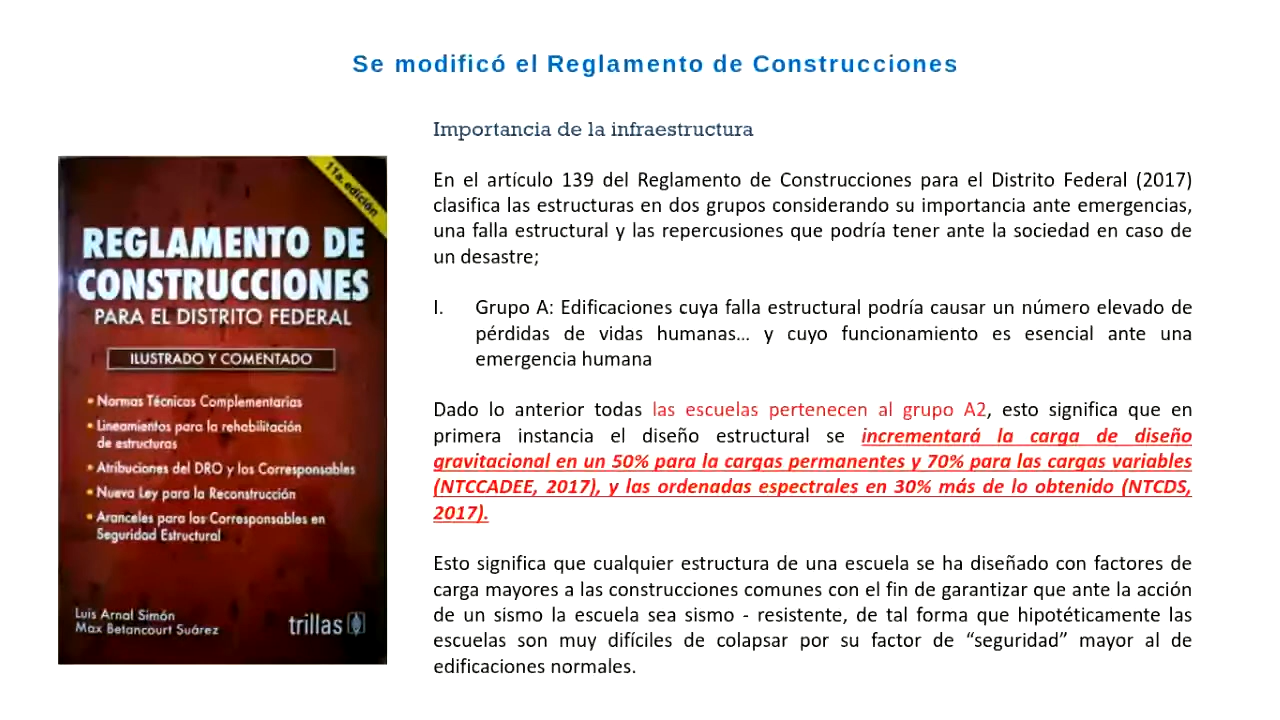 Se modificó el Reglamento de Construcciones
Importancia de la infraestructura
En el artículo 139 del Reglamento de Construcciones para el Distrito Federal (2017)
clasifica las estructuras en dos grupos considerando su importancia ante emergencias,
una falla estructural y las repercusiones que podría tener ante la sociedad en caso de
un desastre;
I. Grupo A: Edificaciones cuya falla estructural podría causar un número elevado de
pérdidas de vidas humanas... y cuyo funcionamiento es esencial ante una
emergencia humana
Dado lo anterior todas las escuelas pertenecen al grupo A2, esto significa que en
primera instancia el diseño estructural se incrementará la carga de diseño
gravitacional en un 50% para la cargas permanentes y 70% para las cargas variables
(NTCCADEE, 2017), y las ordenadas espectrales en 30% más de lo obtenido (NTCDS,
2017).
Esto significa que cualquier estructura de una escuela se ha diseñado con factores de
carga mayores a las construcciones comunes con el fin de garantizar que ante la acción
de un sismo la escuela sea sismo - resistente, de tal forma que hipotéticamente las
escuelas son muy difíciles de colapsar por su factor de “seguridad” mayor al de
edificaciones normales.
11a. edición
REGLAMENTO DE
CONSTRUCCIONES
PARA EL DISTRITO FEDERAL
ILUSTRADO Y COMENTADO
• Normas Técnicas Complementarias
• Lineamientos para la rehabilitación
de estructuras
• Atribuciones del DRO y los Corresponsables
• Nueva Ley para la Reconstrucción
• Aranceles para los Corresponsables en
Seguridad Estructural
Luis Arnal Simón
Max Betancourt Suárez
trillas